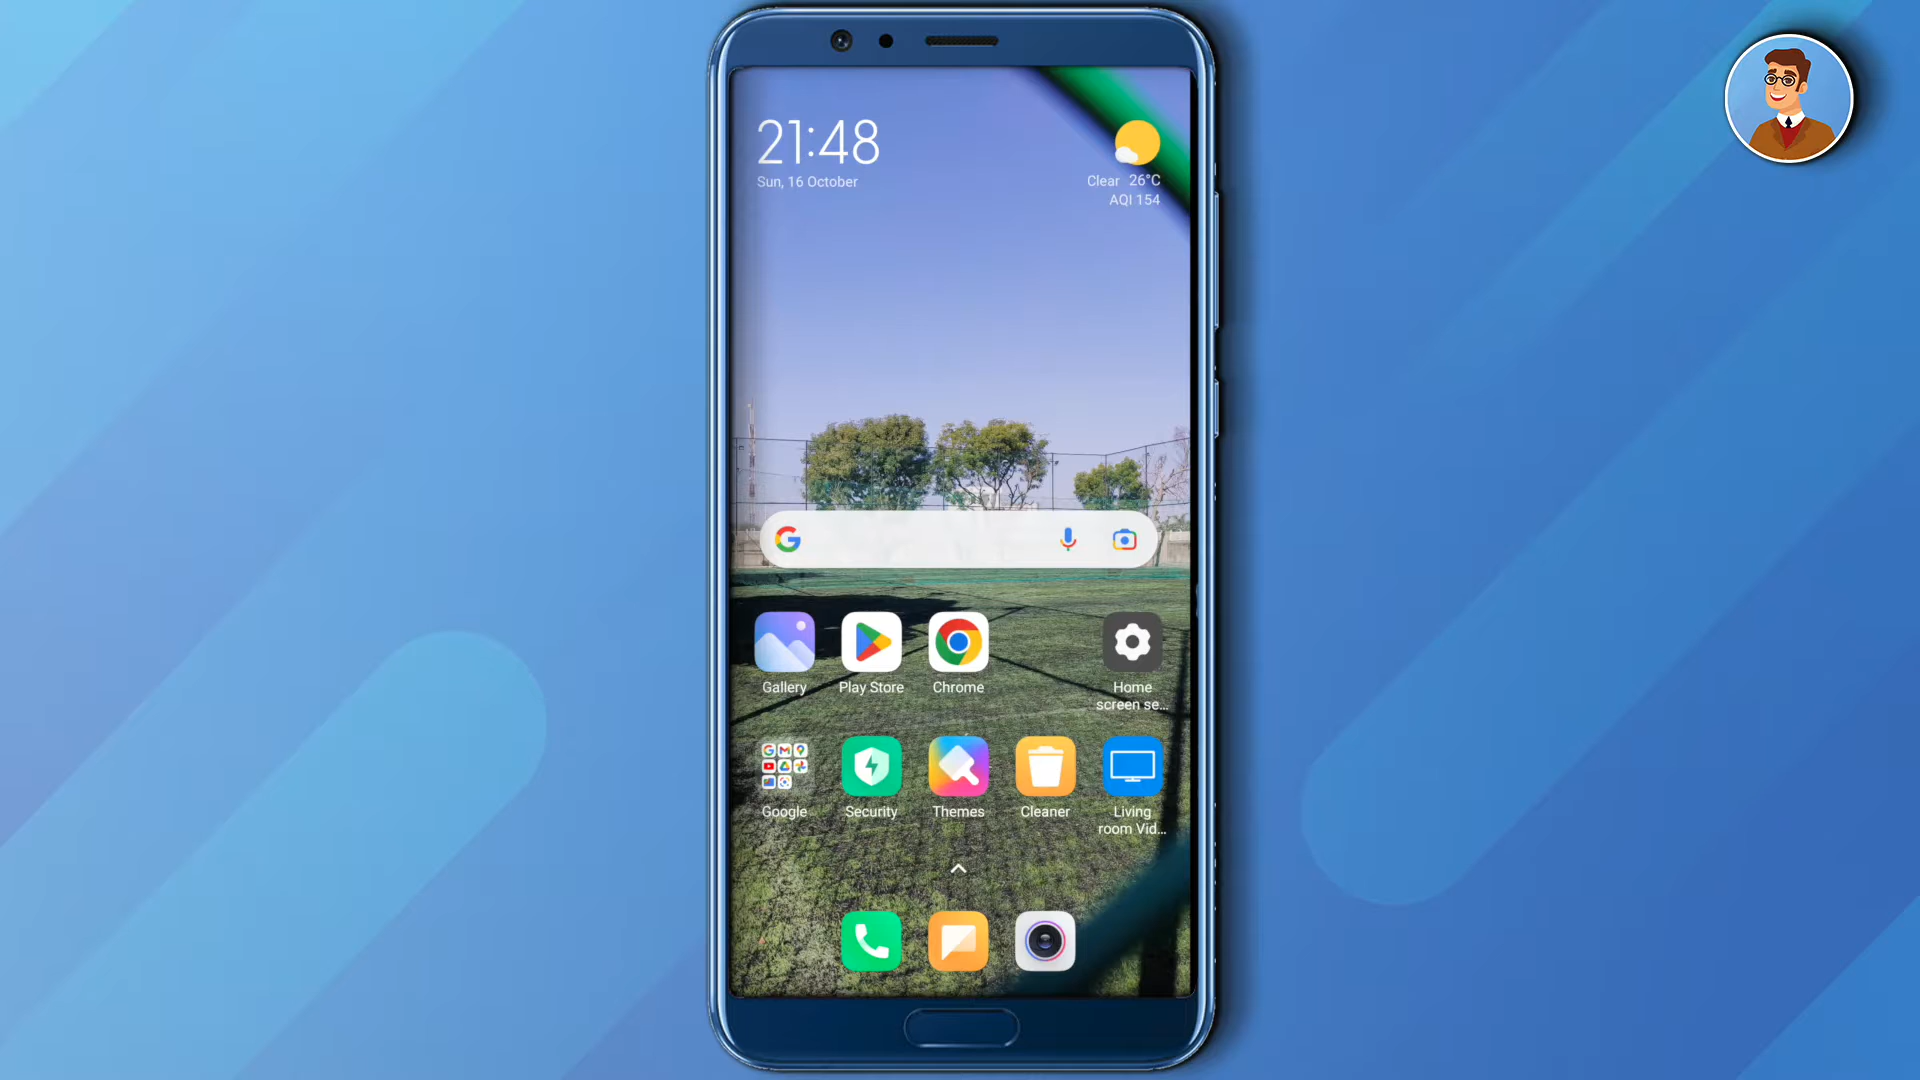 21:48
Sun, 16 October
Clear 26°C
AQI 154
Gallery
Play Store
Chrome
Home
screen se...
Google
Security
Themes
Cleaner
Living
room Vid...